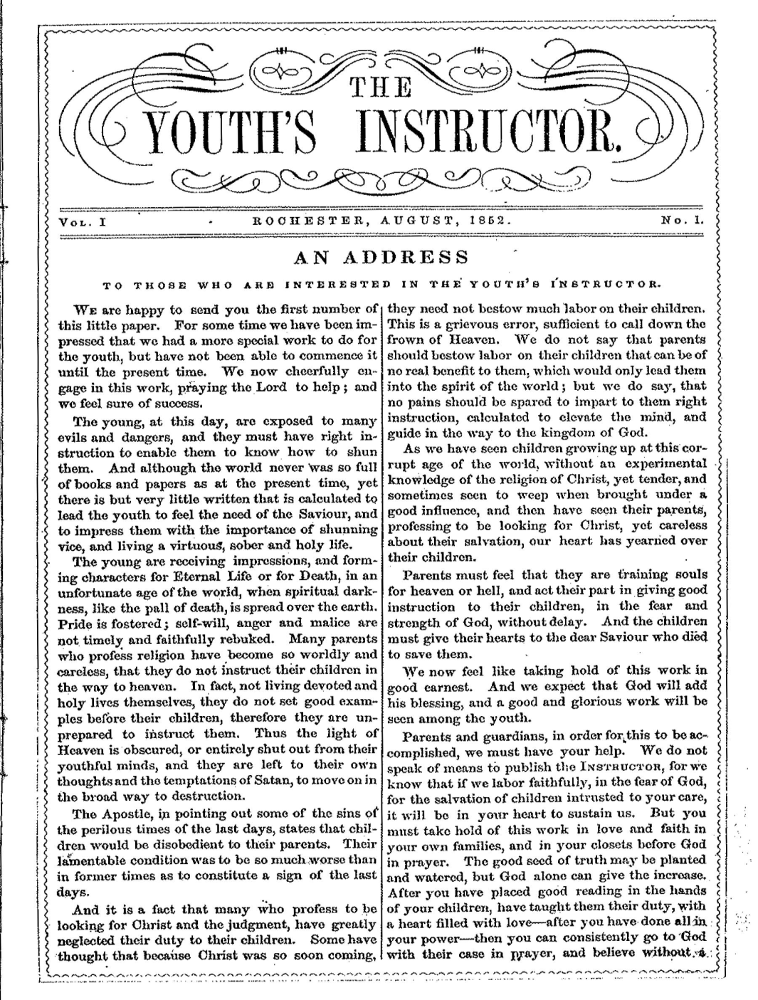 THE
YOUTH'S INSTRUCTOR.
VOL. I
ROCHESTER, AUGUST, 1852.
No. 1.
AN ADDRESS
TO THOSE WHO ARE INTERESTED IN THE YOUTH'S INSTRUCTOR.
WE are happy to send you the first number of
this little paper. For some time we have been im-
pressed that we had a more special work to do for
the youth, but have not been able to commence it
until the present time. We now cheerfully en-
gage in this work, praying the Lord to help; and
we feel sure of success.
The young, at this day, are exposed to many
evils and dangers, and they must have right in-
struction to enable them to know how to shun
them. And although the world never was so full
of books and papers as at the present time, yet
there is but very little written that is calculated to
lead the youth to feel the need of the Saviour, and
to impress them with the importance of shunning
vice, and living a virtuous, sober and holy life.
The young are receiving impressions, and form-
ing characters for Eternal Life or for Death, in an
unfortunate age of the world, when spiritual dark-
ness, like the pall of death, is spread over the earth.
Pride is fostered; self-will, anger and malice are
not timely and faithfully rebuked. Many parents
who profess religion have become so worldly and
careless, that they do not instruct their children in
the way to heaven. In fact, not living devoted and
holy lives themselves, they do not set good exam-
ples before their children, therefore they are un-
prepared to instruct them. Thus the light of
Heaven is obscured, or entirely shut out from their
youthful minds, and they are left to their own
thoughts and the temptations of Satan, to move on in
the broad way to destruction.
The Apostle, in pointing out some of the sins of
the perilous times of the last days, states that chil-
dren would be disobedient to their parents. Their
lamentable condition was to be so much worse than
in former times as to constitute a sign of the last
days.
And it is a fact that many who profess to be
looking for Christ and the judgment, have greatly
neglected their duty to their children. Some have
thought that because Christ was so soon coming,
they need not bestow much labor on their children.
This is a grievous error, sufficient to call down the
frown of Heaven. We do not say that parents
should bestow labor on their children that can be of
no real benefit to them, which would only lead them
into the spirit of the world; but we do say, that
no pains should be spared to impart to them right
instruction, calculated to elevate the mind, and
guide in the way to the kingdom of God.
As we have seen children growing up at this cor-
rupt age of the world, without an experimental
knowledge of the religion of Christ, yet tender, and
sometimes seen to weep when brought under a
good influence, and then have seen their parents,
professing to be looking for Christ, yet careless
about their salvation, our heart has yearned over
their children.
Parents must feel that they are training souls
for heaven or hell, and act their part in giving good
instruction to their children, in the fear and
strength of God, without delay. And the children
must give their hearts to the dear Saviour who died
to save them.
We now feel like taking hold of this work in
good earnest. And we expect that God will add
his blessing, and a good and glorious work will be
seen among the youth.
Parents and guardians, in order for this to be ac-
complished, we must have your help. We do not
speak of means to publish the INSTRUCTOR, for we
know that if we labor faithfully, in the fear of God,
for the salvation of children intrusted to your care,
it will be in your heart to sustain us. But you
must take hold of this work in love and faith in
your own families, and in your closets before God
in prayer. The good seed of truth may be planted
and watered, but God alone can give the increase.
After you have placed good reading in the hands
of your children, have taught them their duty, with
a heart filled with love—after you have done all in
your power—then you can consistently go to God
with their case in prayer, and believe without a